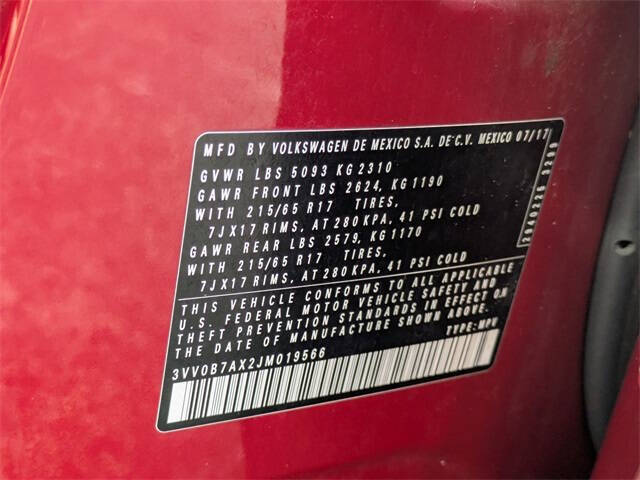 MFD BY VOLKSWAGEN DE MEXICO S.A. DE C.V. MEXICO 07/17
GVWR LBS 5093 KG 2310
GAWR FRONT LBS 2624, KG 1190
WITH 215/65 R17 TIRES,
7JX17 RIMS, AT 280 KPA, 41 PSI COLD
GAWR REAR LBS 2579, KG 1170
WITH 215/65 R17 TIRES,
7JX17 RIMS, AT 280 KPA, 41 PSI COLD
THIS VEHICLE CONFORMS TO ALL APPLICABLE
U.S. FEDERAL MOTOR VEHICLE SAFETY AND
THEFT PREVENTION STANDARDS IN EFFECT ON
DATE OF MANUFACTURE SHOWN ABOVE.
TYPE: MPV
3VV0B7AX2JM019566